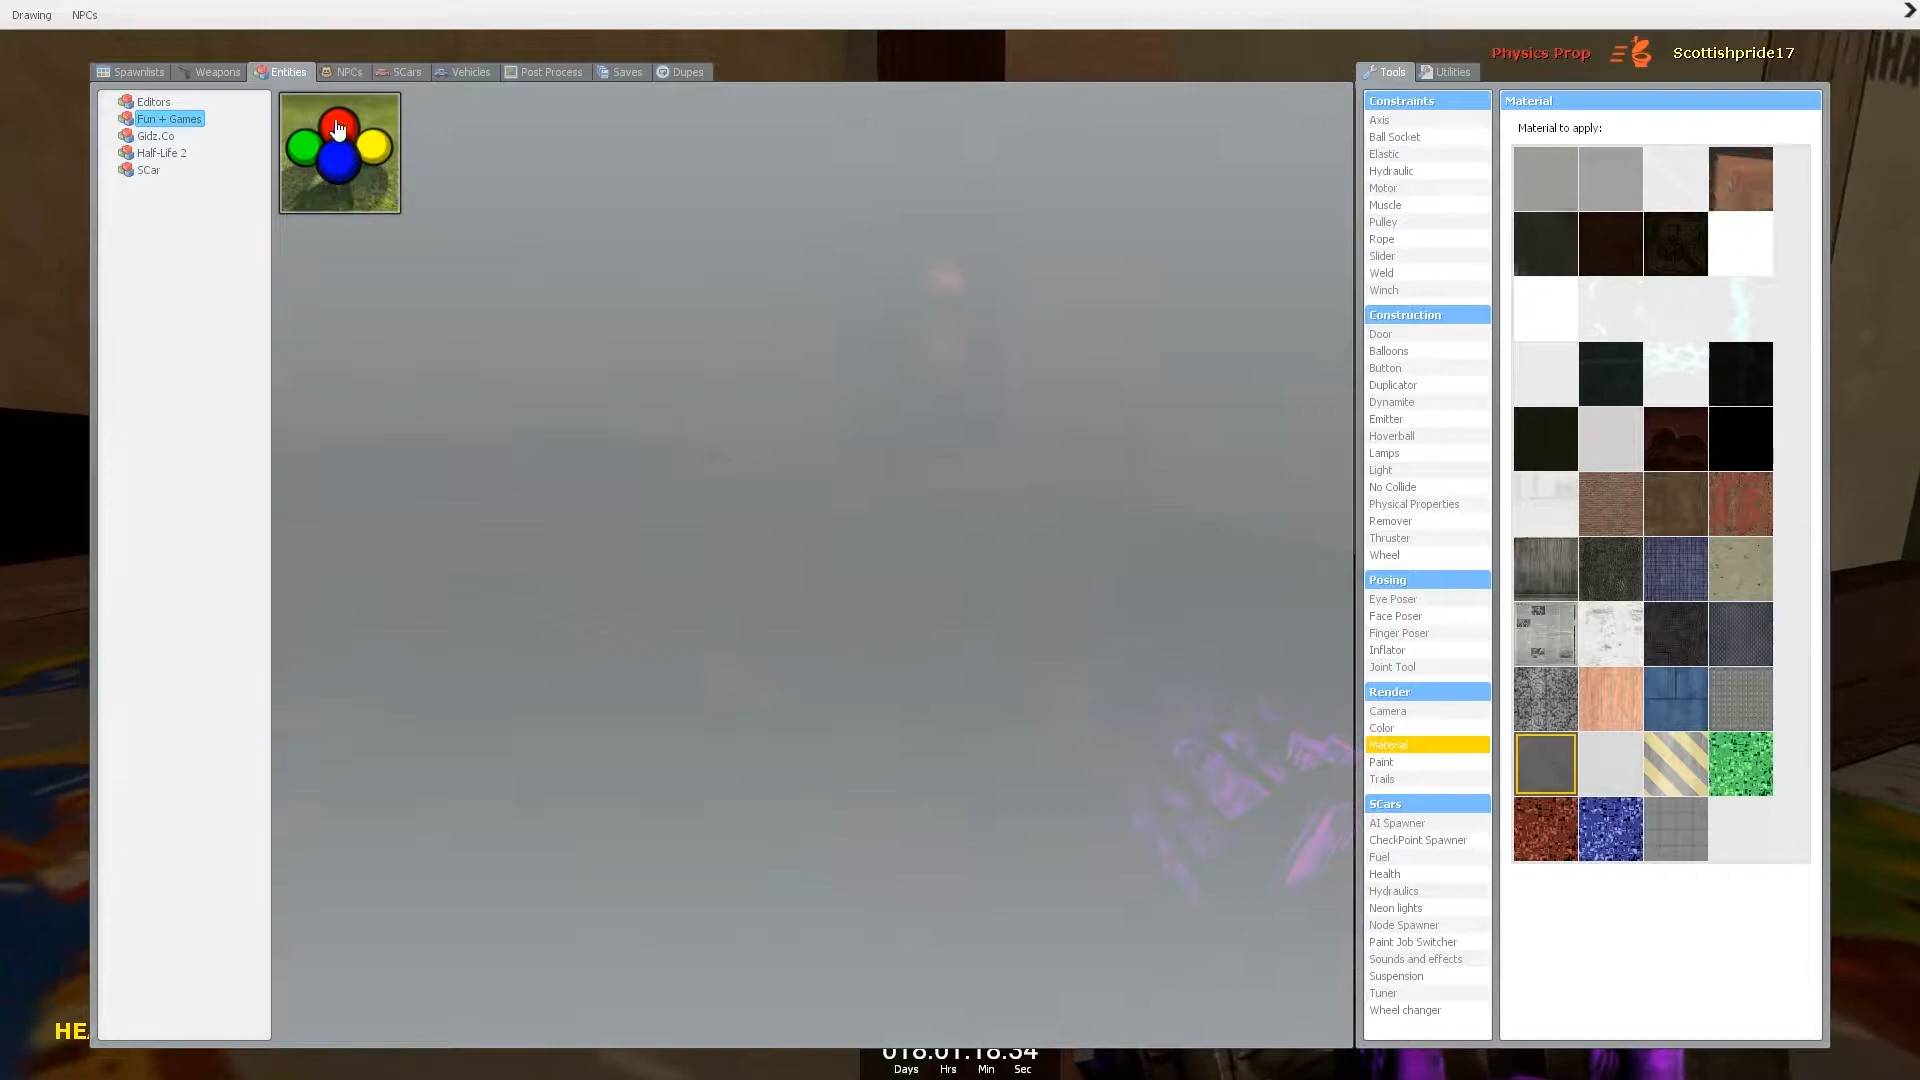 Drawing NPCs
Physics Prop Scottishpride17
Spawnlists Weapons Entities NPCs SCars Vehicles Post Process Saves Dupes
Editors
Fun + Games
Gidz.Co
Half-Life 2
SCar
Tools Utilities
Constraints
Axis
Ball Socket
Elastic
Hydraulic
Motor
Muscle
Pulley
Rope
Slider
Weld
Winch
Construction
Door
Balloons
Button
Duplicator
Dynamite
Emitter
Hoverball
Lamps
Light
No Collide
Physical Properties
Remover
Thruster
Wheel
Posing
Eye Poser
Face Poser
Finger Poser
Inflator
Joint Tool
Render
Camera
Color
Material
Paint
Trails
SCars
AI Spawner
CheckPoint Spawner
Fuel
Health
Hydraulics
Neon lights
Node Spawner
Paint Job Switcher
Sounds and effects
Suspension
Tuner
Wheel changer
Material
Material to apply:
018:01:18:34
Days Hrs Min Sec